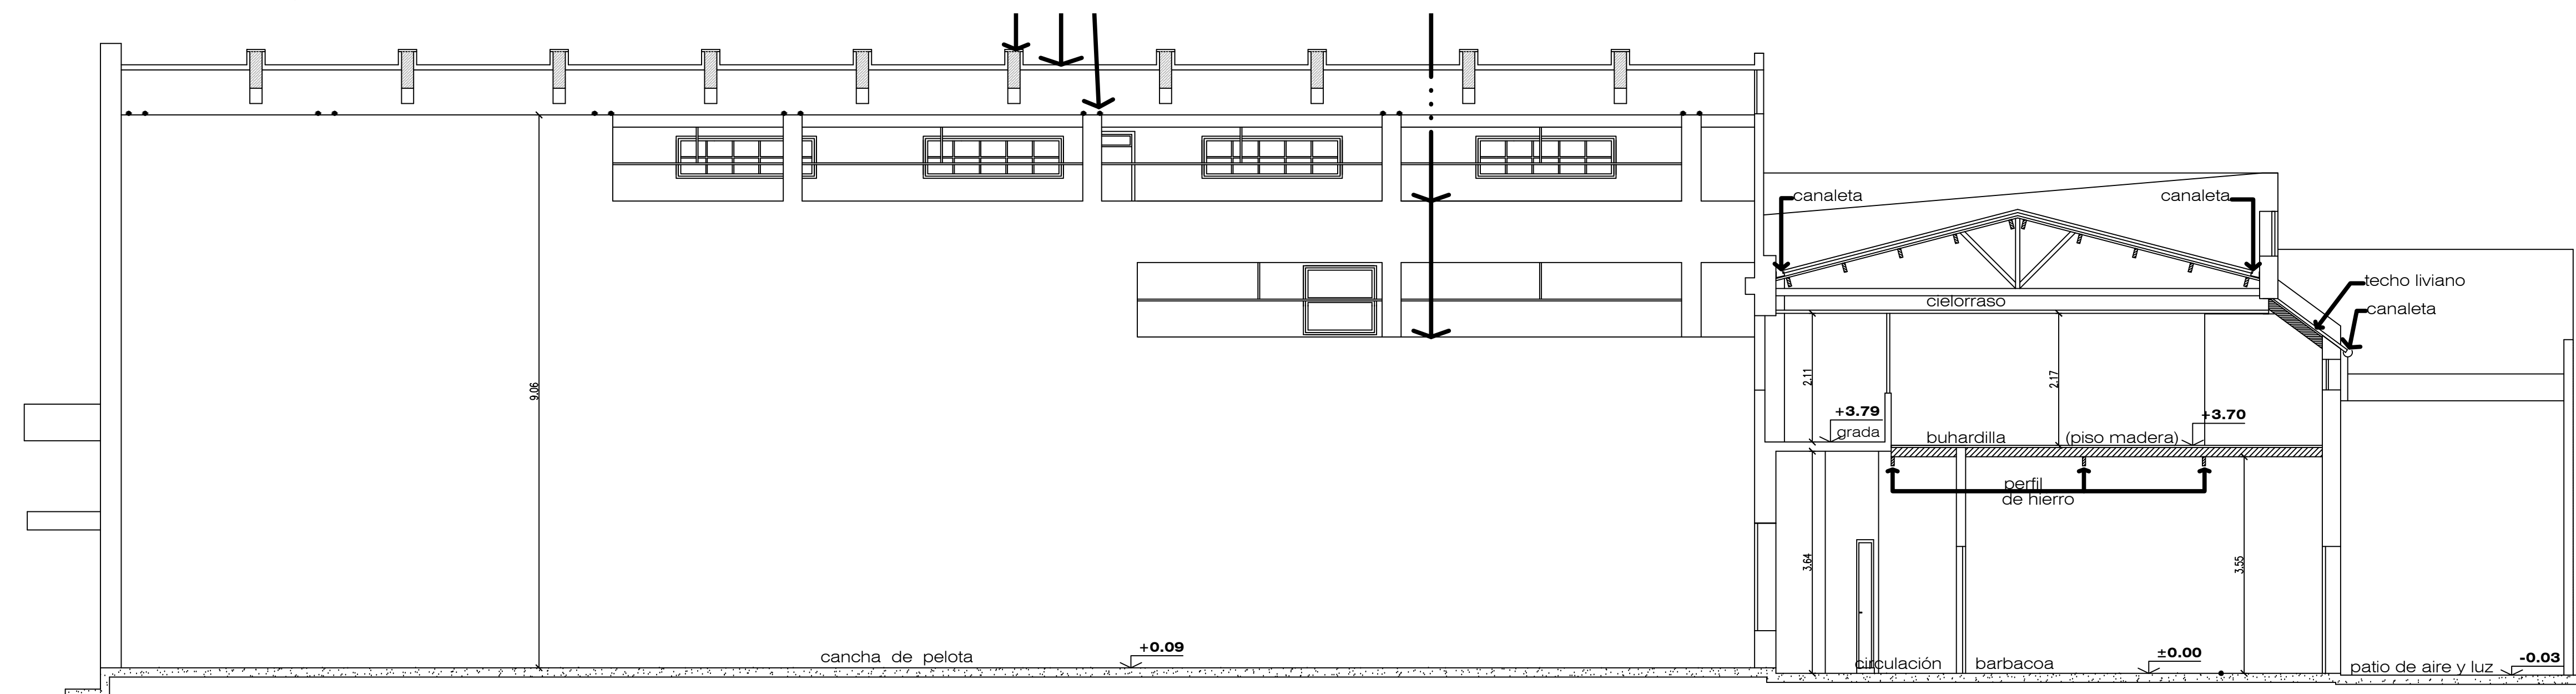 canaleta
canaleta
techo liviano
canaleta
cielorraso
9.06
2.11
2.17
+3.79
grada
+3.70
buhardilla
(piso madera)
perfil
de hierro
3.64
3.55
cancha de pelota
+0.09
circulación
barbacoa
±0.00
patio de aire y luz
-0.03